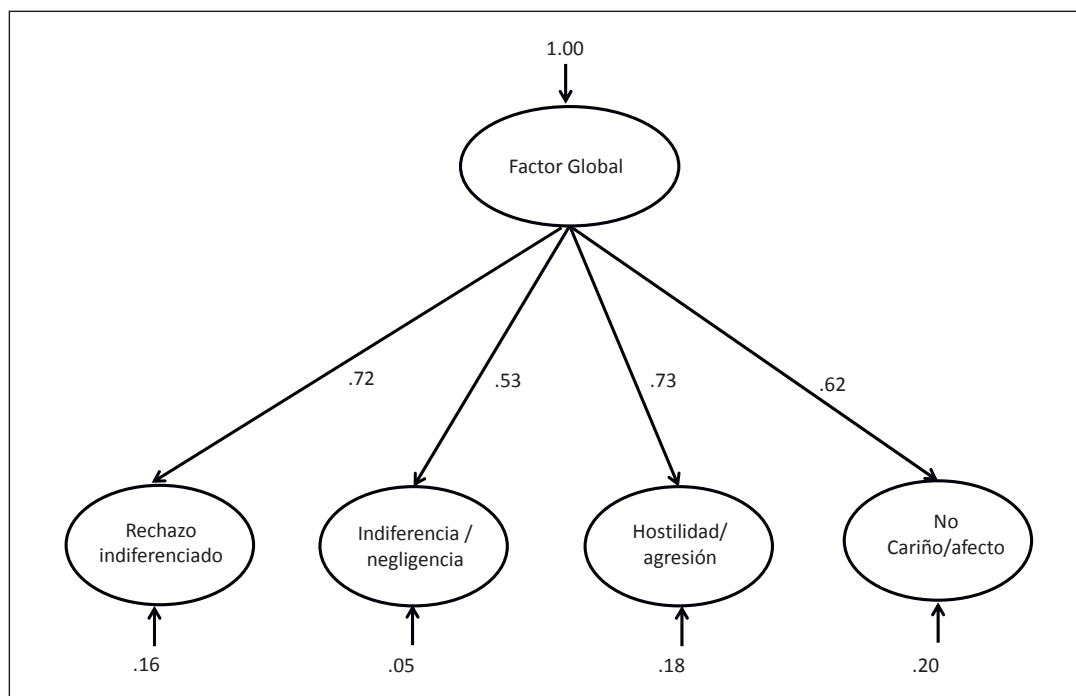 1.00
Factor Global
.72
.53
.73
.62
Rechazo
indiferenciado
Indiferencia /
negligencia
Hostilidad/
agresión
No
Cariño/afecto
.16
.05
.18
.20